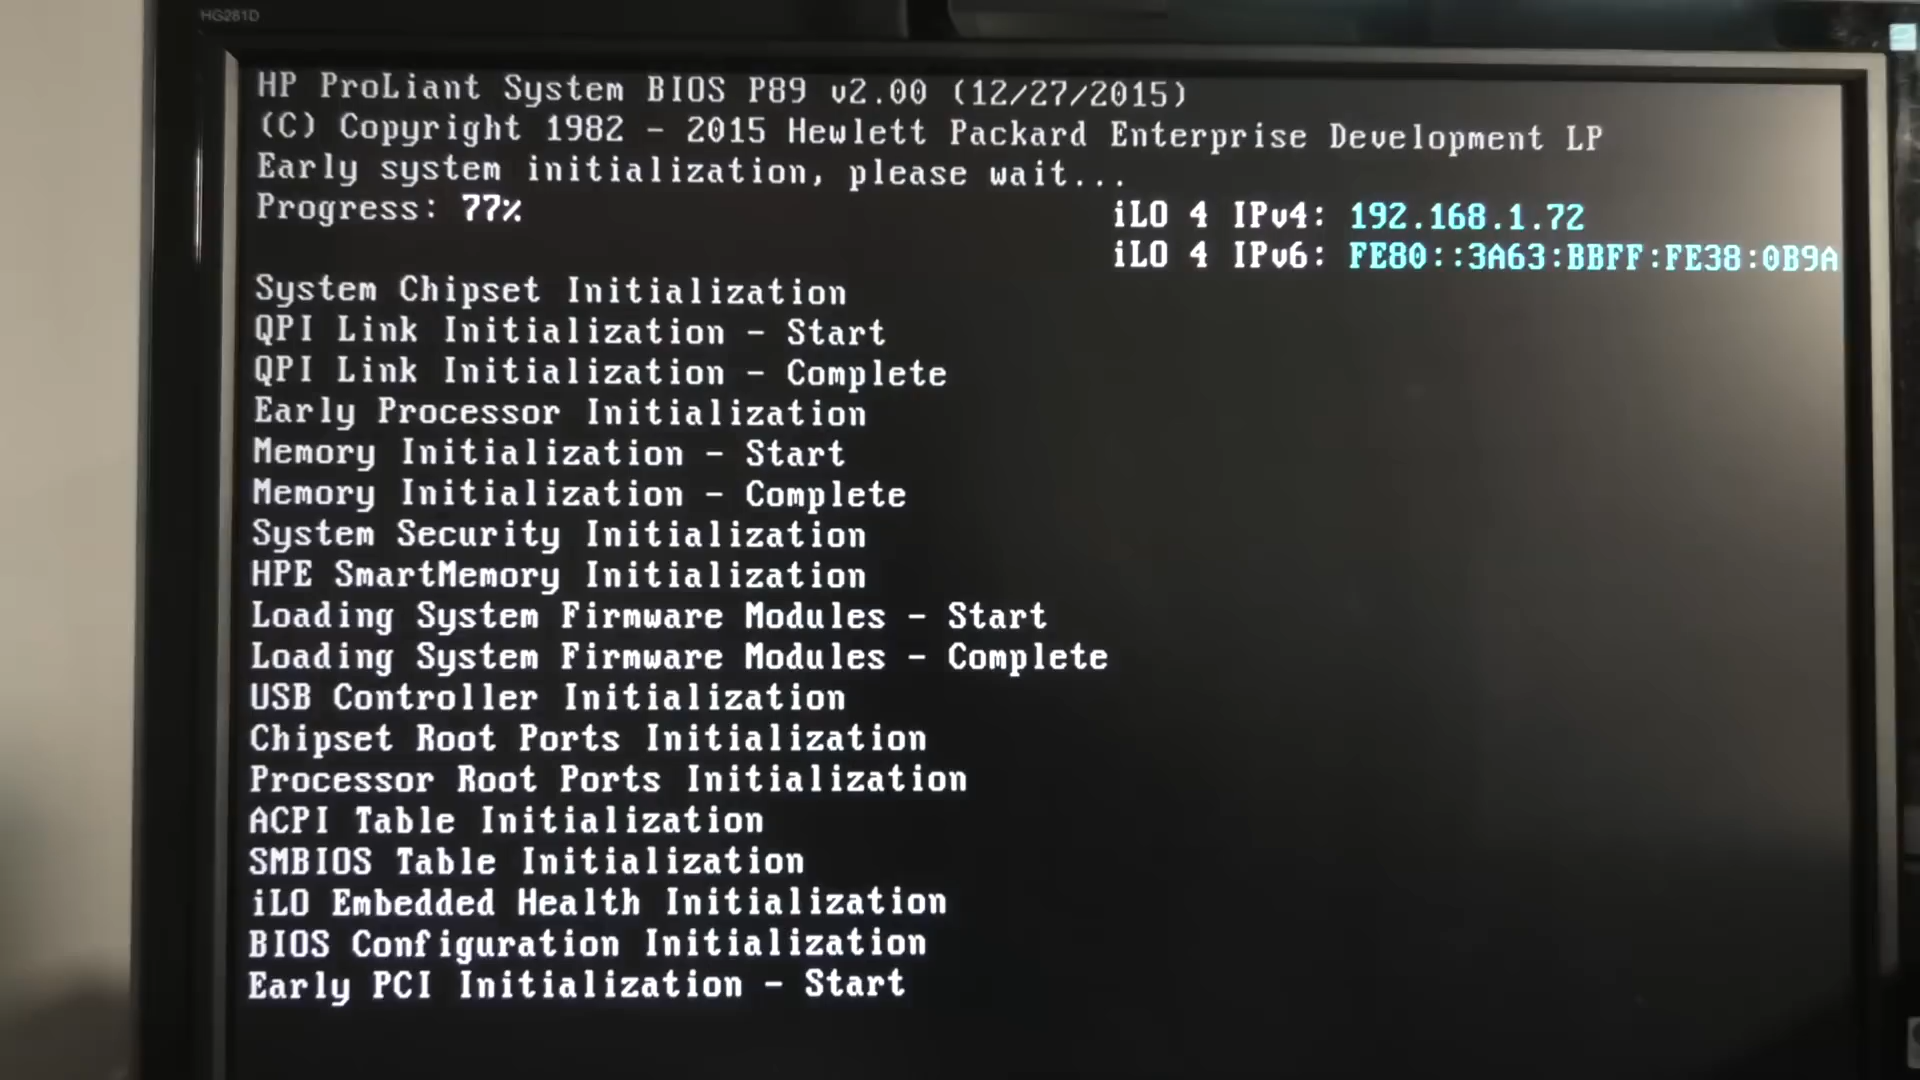 HG281D
HP ProLiant System BIOS P89 v2.00 (12/27/2015)
(C) Copyright 1982 - 2015 Hewlett Packard Enterprise Development LP
Early system initialization, please wait...
Progress: 77%
iLO 4 IPv4: 192.168.1.72
iLO 4 IPv6: FE80::3A63:BBFF:FE38:0B9A
System Chipset Initialization
QPI Link Initialization - Start
QPI Link Initialization - Complete
Early Processor Initialization
Memory Initialization - Start
Memory Initialization - Complete
System Security Initialization
HPE SmartMemory Initialization
Loading System Firmware Modules - Start
Loading System Firmware Modules - Complete
USB Controller Initialization
Chipset Root Ports Initialization
Processor Root Ports Initialization
ACPI Table Initialization
SMBIOS Table Initialization
iLO Embedded Health Initialization
BIOS Configuration Initialization
Early PCI Initialization - Start